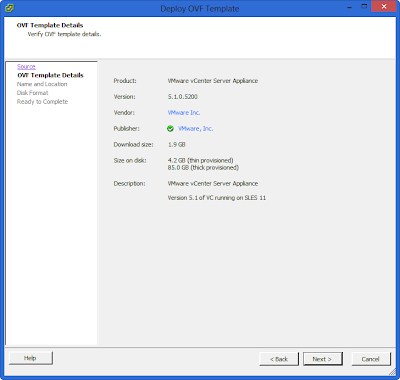 Deploy OVF Template
OVF Template Details
Verify OVF template details.
Source
OVF Template Details
Name and Location
Disk Format
Ready to Complete
Product: VMware vCenter Server Appliance
Version: 5.1.0.5200
Vendor: VMware Inc.
Publisher: VMware, Inc.
Download size: 1.9 GB
Size on disk: 4.2 GB (thin provisioned)
85.0 GB (thick provisioned)
Description: VMware vCenter Server Appliance
Version 5.1 of VC running on SLES 11
Help
< Back
Next >
Cancel